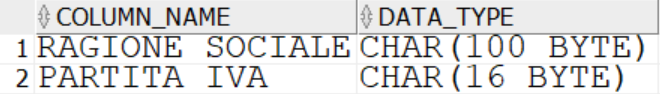 COLUMN_NAME DATA_TYPE
1 RAGIONE SOCIALE CHAR(100 BYTE)
2 PARTITA IVA CHAR(16 BYTE)